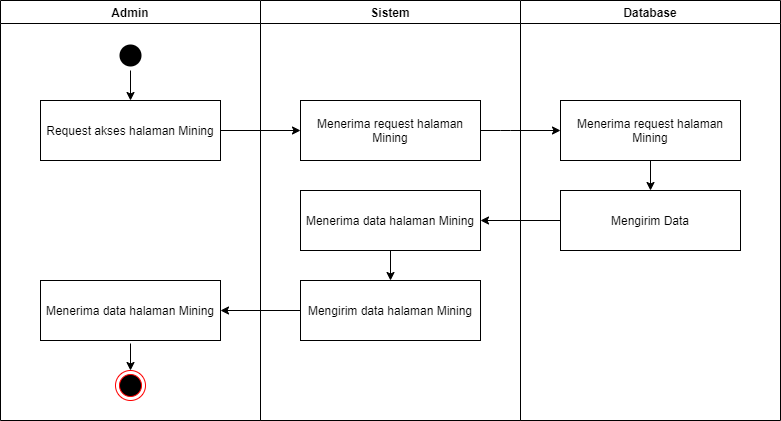 Admin
Sistem
Database
Request akses halaman Mining
Menerima request halaman
Mining
Menerima request halaman
Mining
Menerima data halaman Mining
Mengirim Data
Menerima data halaman Mining
Mengirim data halaman Mining